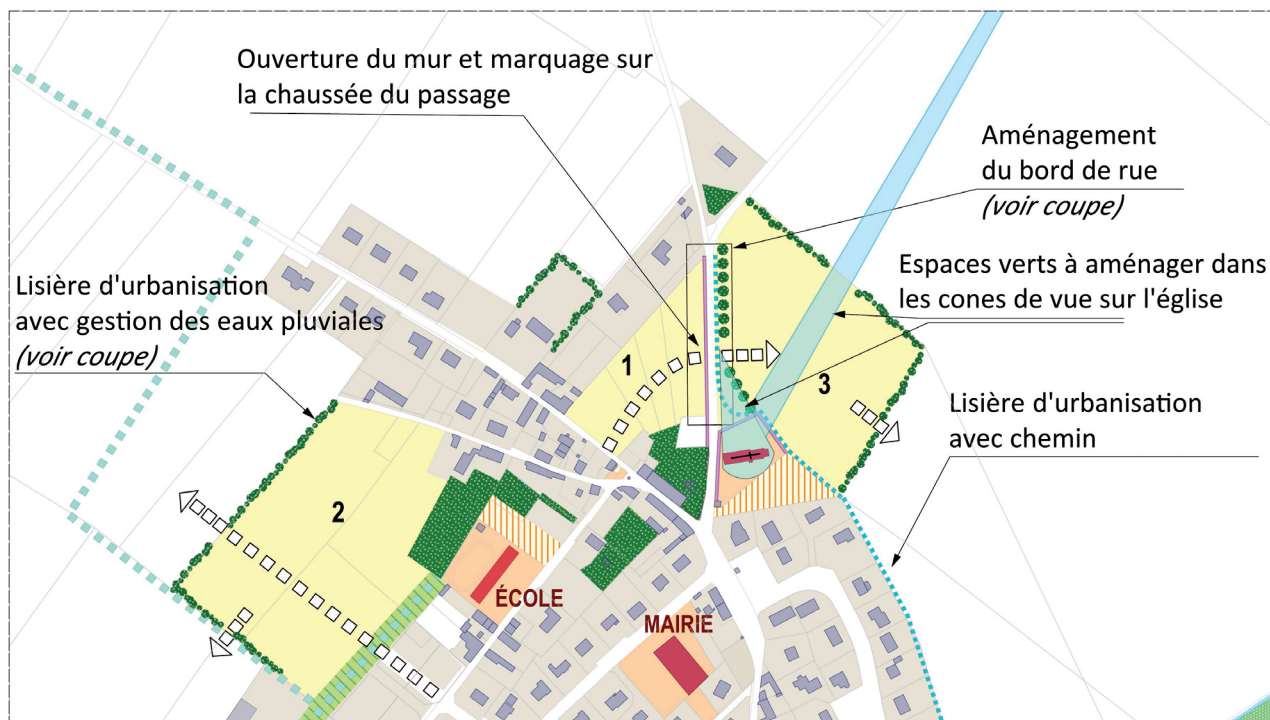 Ouverture du mur et marquage sur
la chaussée du passage
Aménagement
du bord de rue
(voir coupe)
Espaces verts à aménager dans
les cones de vue sur l'église
Lisière d'urbanisation
avec gestion des eaux pluviales
(voir coupe)
1
3
Lisière d'urbanisation
avec chemin
2
ÉCOLE
MAIRIE